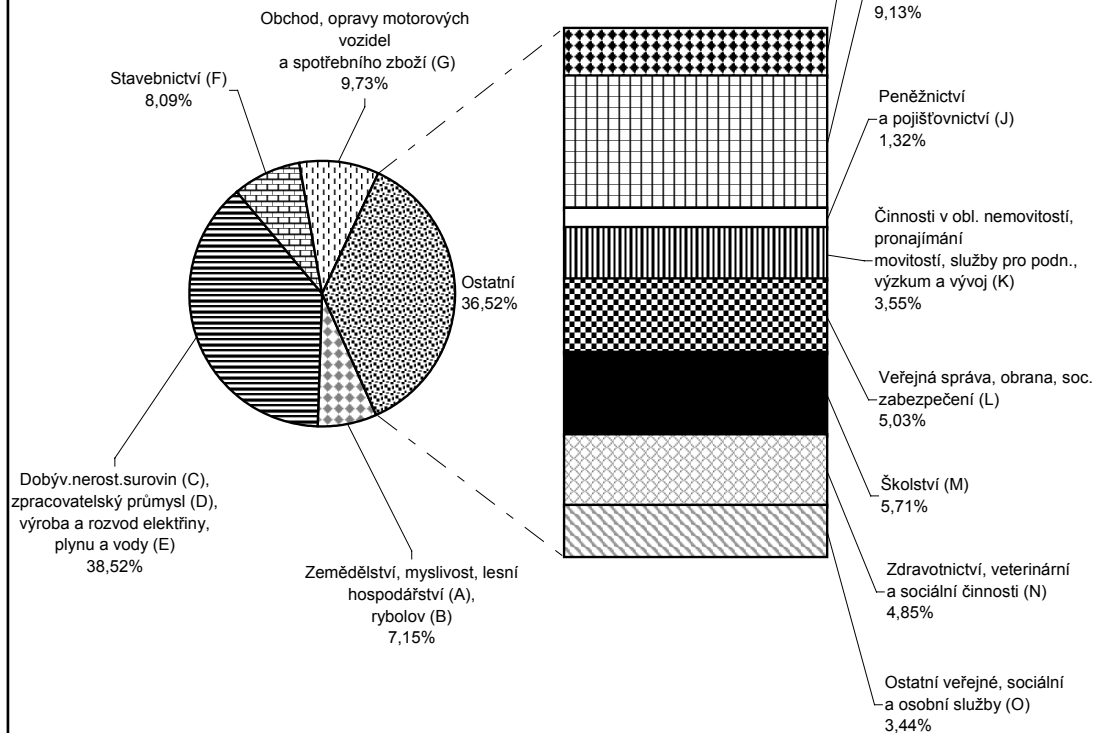 Obchod, opravy motorových
vozidel
a spotřebního zboží (G)
9,73%
Stavebnictví (F)
8,09%
Ostatní
36,52%
Dobýv.nerost.surovin (C),
zpracovatelský průmysl (D),
výroba a rozvod elektřiny,
plynu a vody (E)
38,52%
Zemědělství, myslivost, lesní
hospodářství (A),
rybolov (B)
7,15%
9,13%
Peněžnictví
a pojišťovnictví (J)
1,32%
Činnosti v obl. nemovitostí,
pronajímání
movitostí, služby pro podn.,
výzkum a vývoj (K)
3,55%
Veřejná správa, obrana, soc.
zabezpečení (L)
5,03%
Školství (M)
5,71%
Zdravotnictví, veterinární
a sociální činnosti (N)
4,85%
Ostatní veřejné, sociální
a osobní služby (O)
3,44%